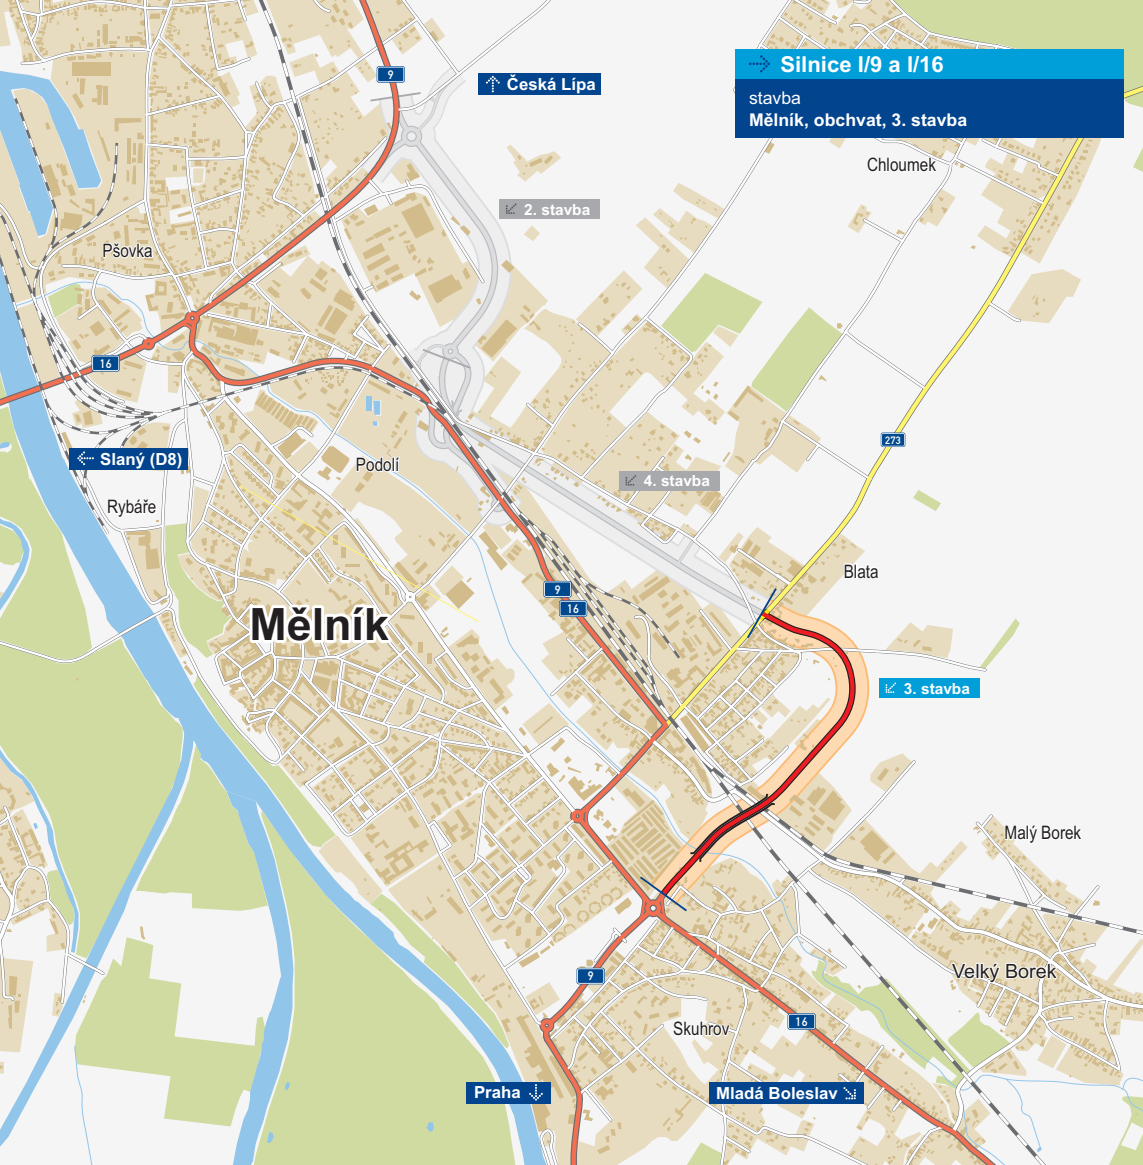 9
Česká Lípa
Silnice I/9 a I/16
stavba
Mělník, obchvat, 3. stavba
Chloumek
2. stavba
Pšovka
16
273
Slaný (D8)
Podolí
4. stavba
Rybáře
Blata
9
16
Mělník
3. stavba
Malý Borek
Velký Borek
9
16
Skuhrov
Praha
Mladá Boleslav